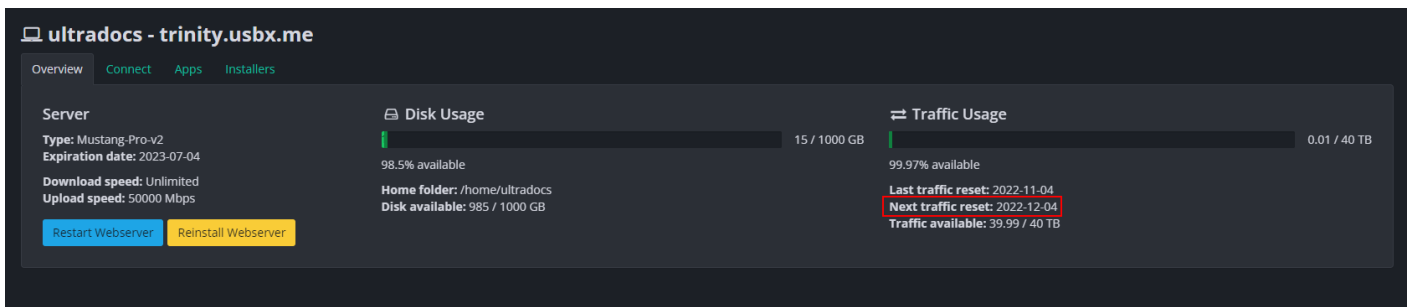 ultradocs - trinity.usbx.me
Overview Connect Apps Installers
Server
Type: Mustang-Pro-v2
Expiration date: 2023-07-04
Download speed: Unlimited
Upload speed: 50000 Mbps
Restart Webserver Reinstall Webserver
Disk Usage
15 / 1000 GB
98.5% available
Home folder: /home/ultradocs
Disk available: 985 / 1000 GB
Traffic Usage
0.01 / 40 TB
99.97% available
Last traffic reset: 2022-11-04
Next traffic reset: 2022-12-04
Traffic available: 39.99 / 40 TB